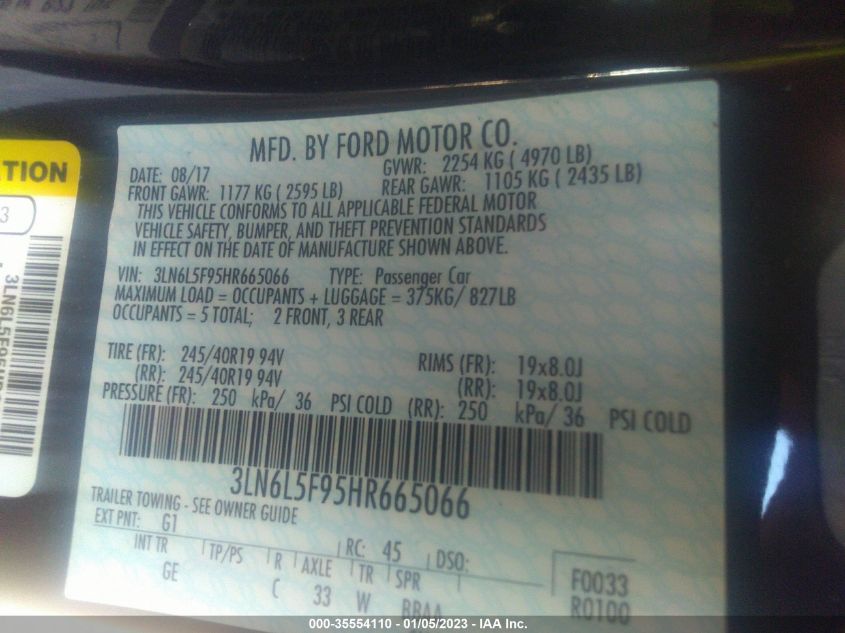 MFD. BY FORD MOTOR CO.
DATE: 08/17 GVWR: 2254 KG ( 4970 LB)
FRONT GAWR: 1177 KG ( 2595 LB) REAR GAWR: 1105 KG ( 2435 LB)
THIS VEHICLE CONFORMS TO ALL APPLICABLE FEDERAL MOTOR
VEHICLE SAFETY, BUMPER, AND THEFT PREVENTION STANDARDS
IN EFFECT ON THE DATE OF MANUFACTURE SHOWN ABOVE.
VIN: 3LN6L5F95HR665066 TYPE: Passenger Car
MAXIMUM LOAD = OCCUPANTS + LUGGAGE = 375KG/ 827LB
OCCUPANTS = 5 TOTAL; 2 FRONT, 3 REAR
TIRE (FR): 245/40R19 94V RIMS (FR): 19x8.0J
(RR): 245/40R19 94V (RR): 19x8.0J
PRESSURE (FR): 250 kPa/ 36 PSI COLD (RR): 250 kPa/ 36 PSI COLD
3LN6L5F95HR665066
TRAILER TOWING - SEE OWNER GUIDE
EXT PNT: G1 RC: 45 DSO:
INT TR TP/PS R AXLE TR SPR F0033
GE C 33 W BBAA R0100
3
000-35554110 - 01/05/2023 - IAA Inc.